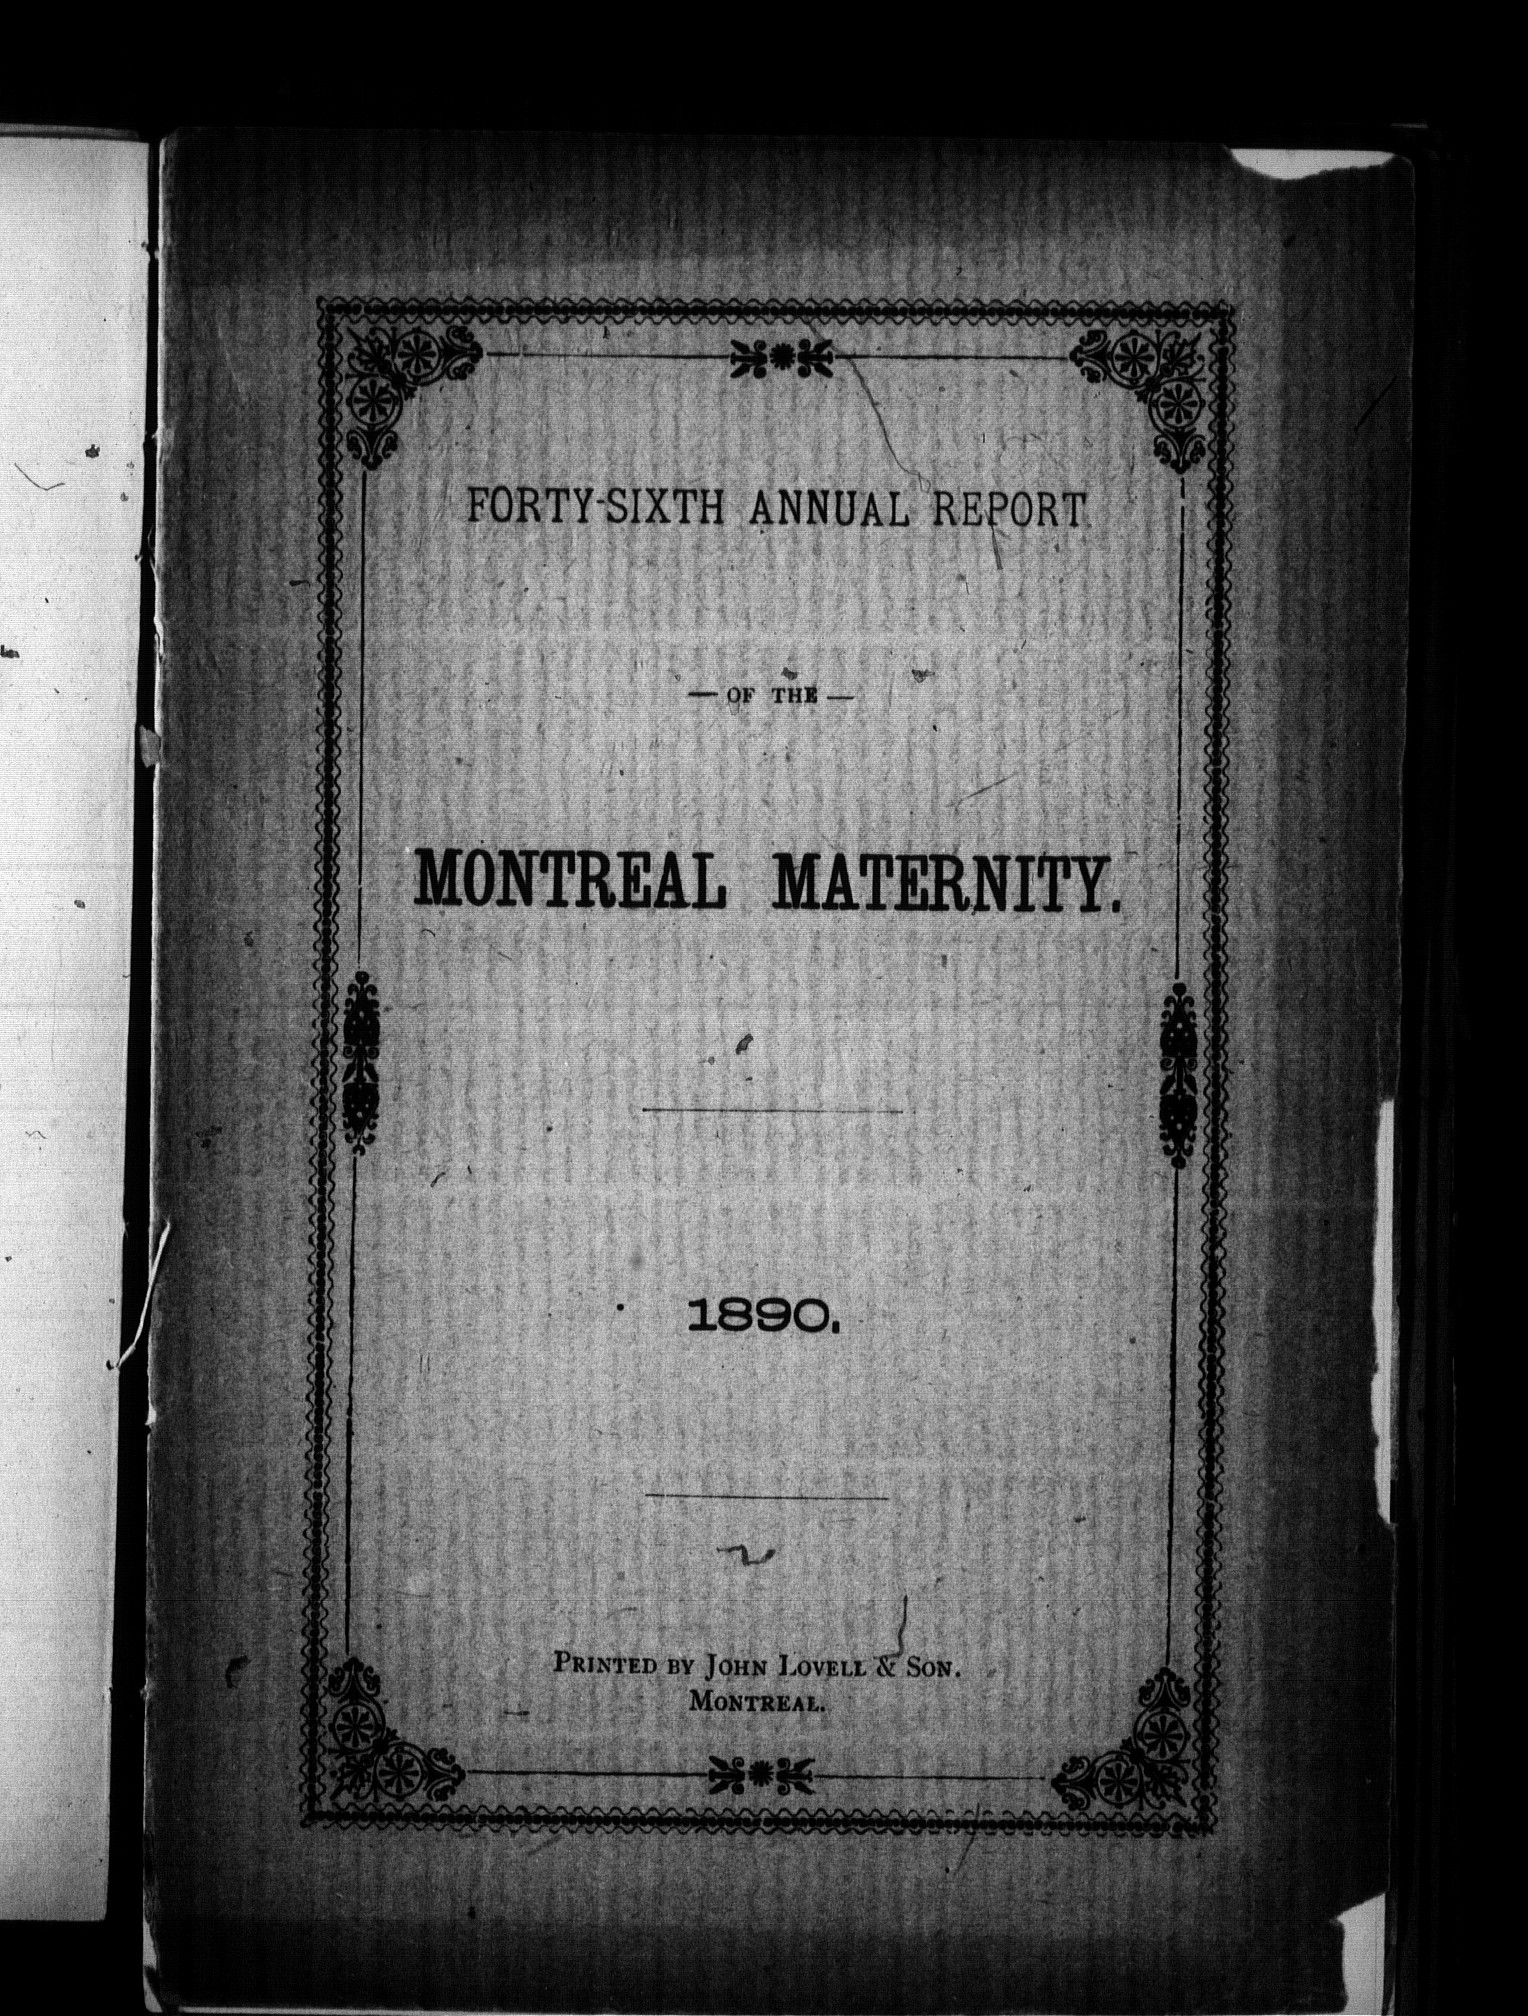 FORTY-SIXTH ANNUAL REPORT.
— OF THE —
MONTREAL MATERNITY.
1890.
PRINTED BY JOHN LOVELL & SON.
MONTREAL.